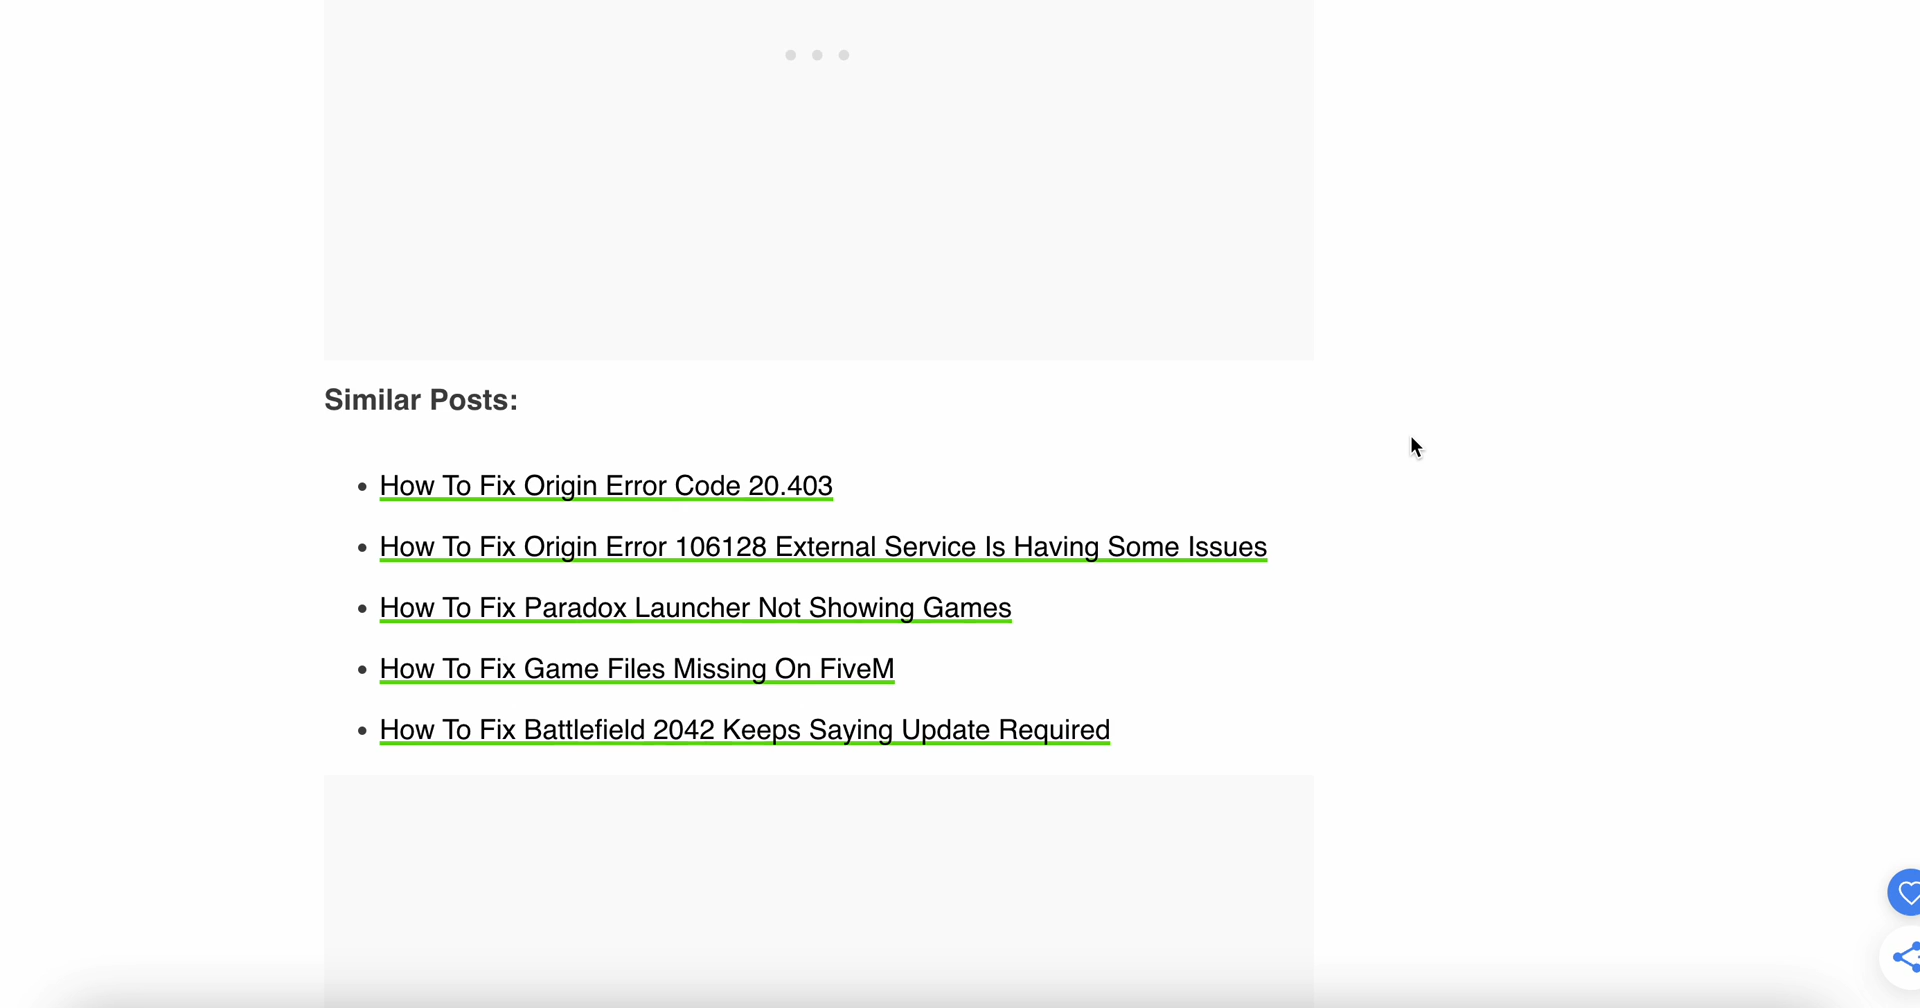 Similar Posts:
How To Fix Origin Error Code 20.403
How To Fix Origin Error 106128 External Service Is Having Some Issues
How To Fix Paradox Launcher Not Showing Games
How To Fix Game Files Missing On FiveM
How To Fix Battlefield 2042 Keeps Saying Update Required